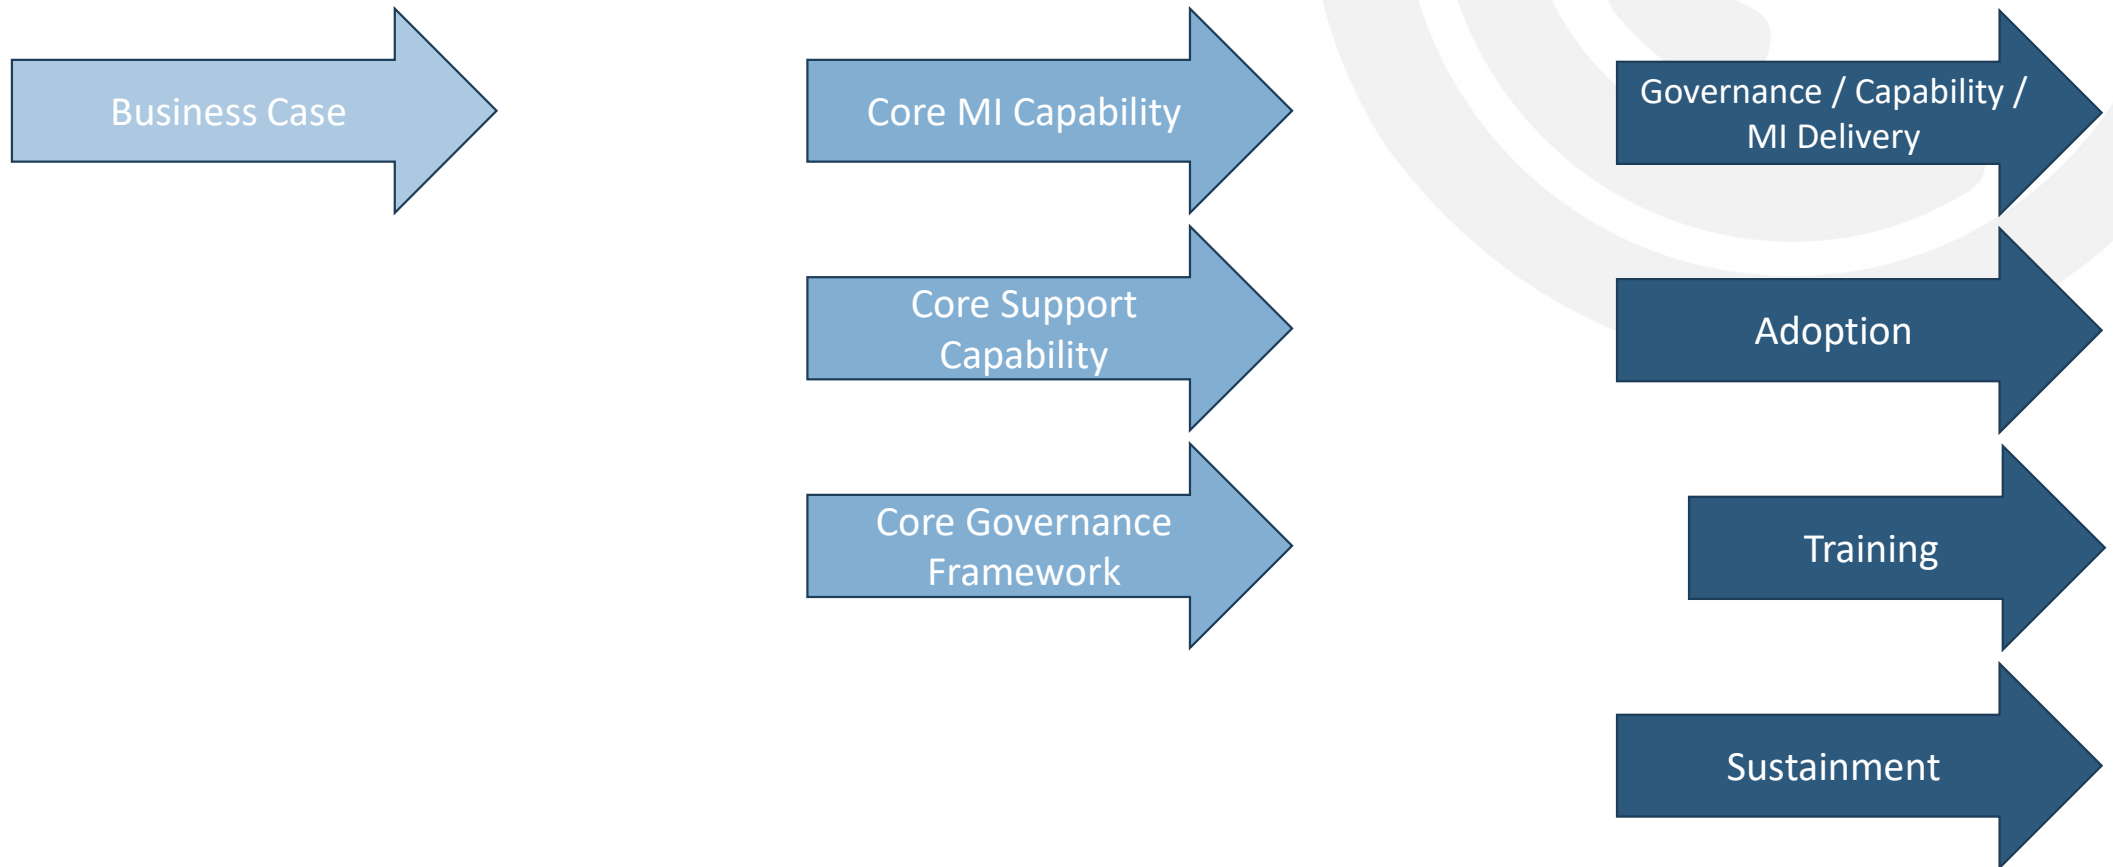 Business Case
Core MI Capability
Governance / Capability /
MI Delivery
Core Support
Capability
Adoption
Core Governance
Framework
Training
Sustainment